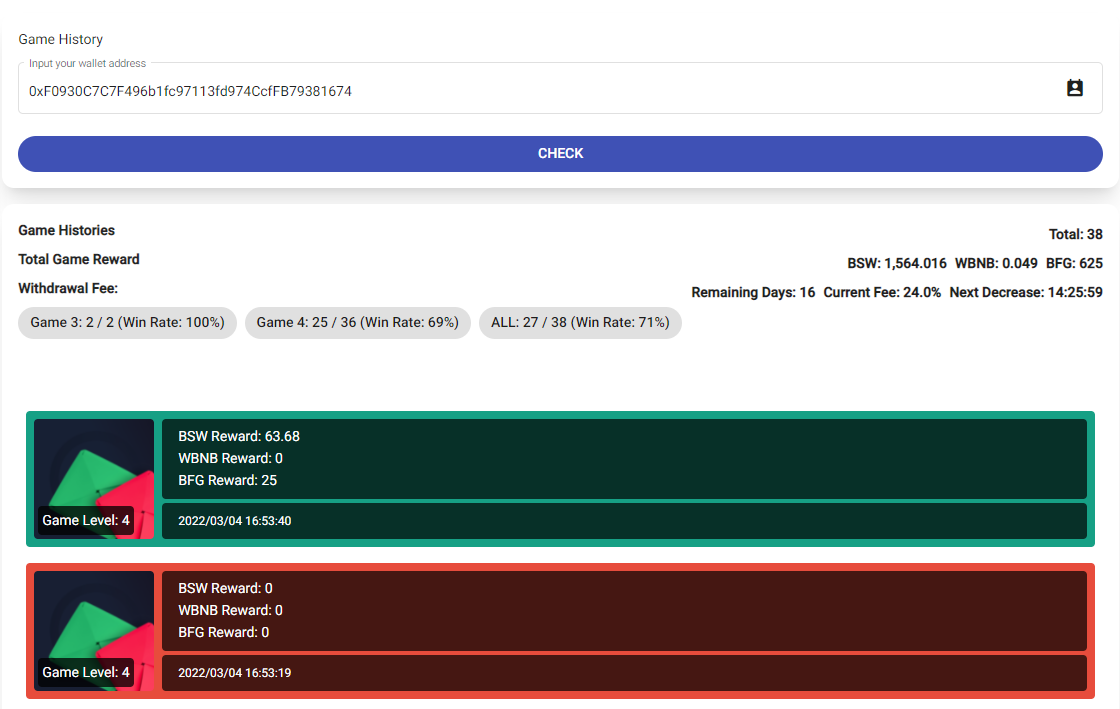 Game History
Input your wallet address
0xF0930C7C7F496b1fc97113fd974CcfFB79381674
CHECK
Game Histories
Total: 38
Total Game Reward
BSW: 1,564.016 WBNB: 0.049 BFG: 625
Withdrawal Fee:
Remaining Days: 16 Current Fee: 24.0% Next Decrease: 14:25:59
Game 3: 2 / 2 (Win Rate: 100%) Game 4: 25 / 36 (Win Rate: 69%) ALL: 27 / 38 (Win Rate: 71%)
BSW Reward: 63.68
WBNB Reward: 0
BFG Reward: 25
Game Level: 4
2022/03/04 16:53:40
BSW Reward: 0
WBNB Reward: 0
BFG Reward: 0
Game Level: 4
2022/03/04 16:53:19